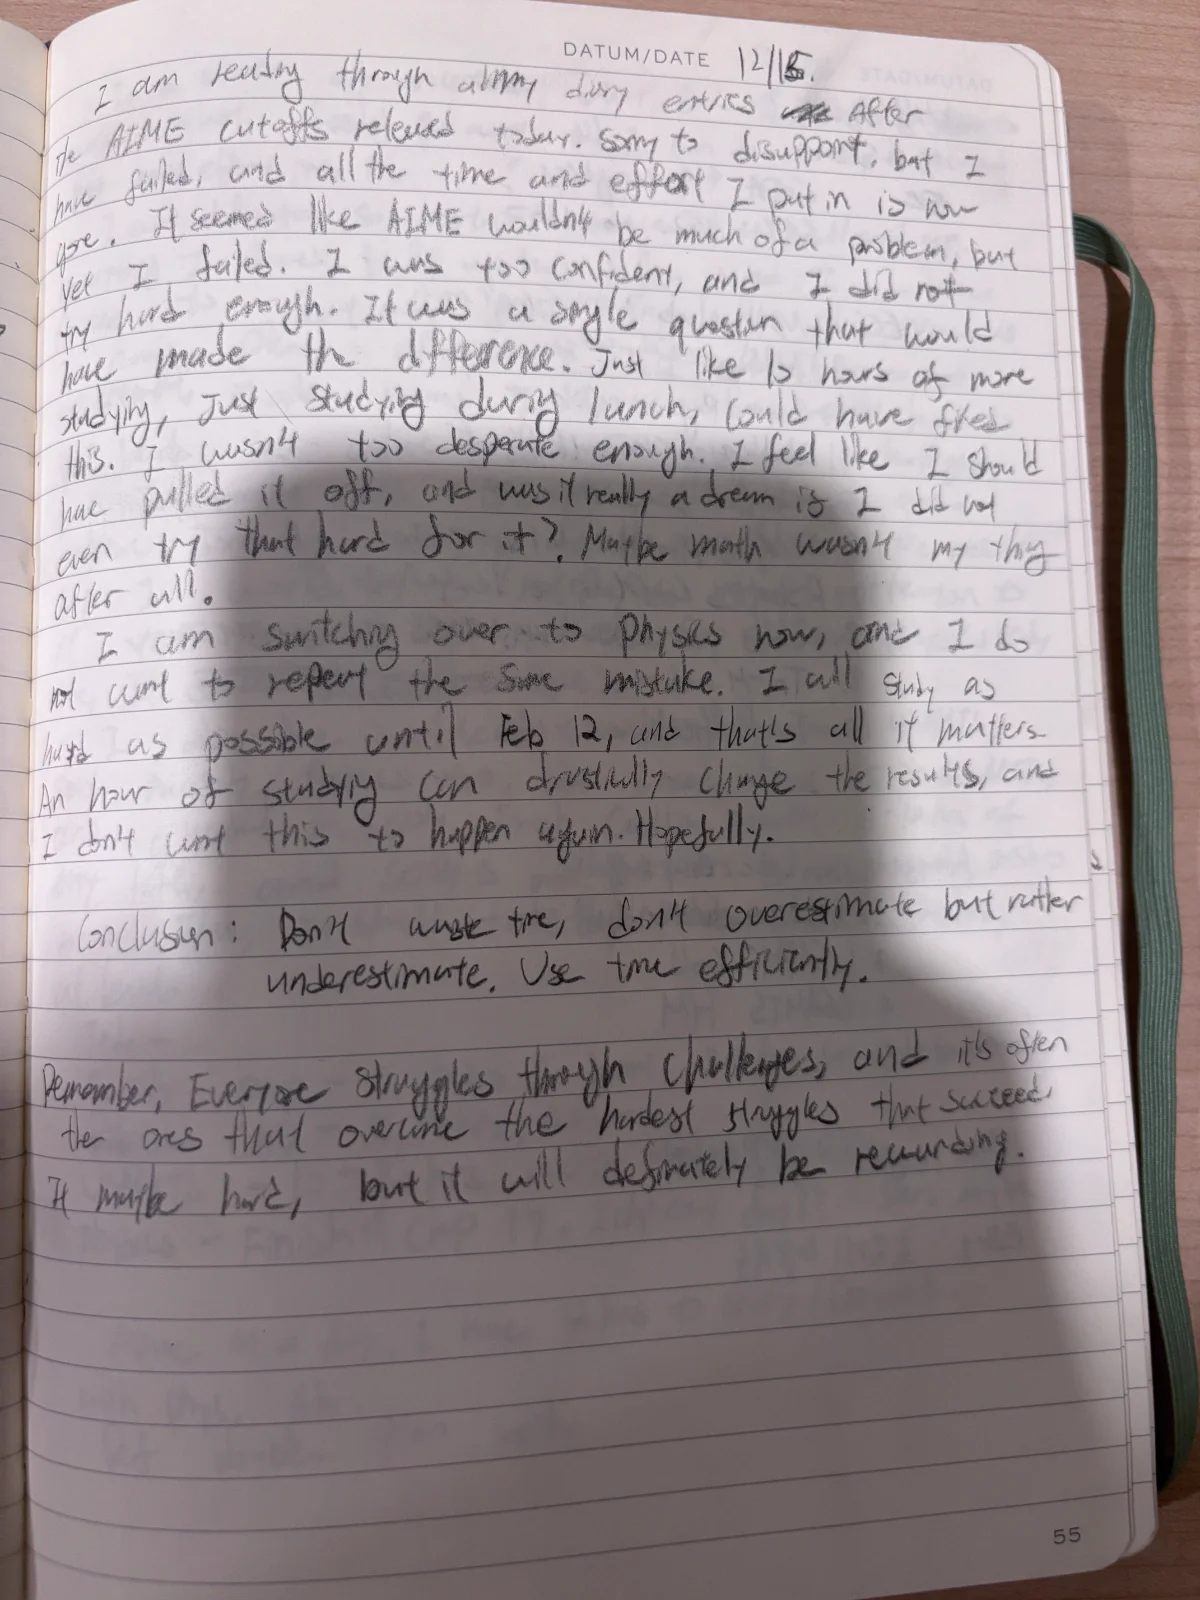 DATUM/DATE 12/15.
I am reading through all my diary entries After
the AIME cutoffs released today. Sorry to disappoint, but I
have failed, and all the time and effort I put in is now
gone. It seemed like AIME wouldn't be much of a problem, but
yet I failed. I was too confident, and I did not
try hard enough. It was a single question that would
have made the difference. Just like 10 hours of more
studying, Just studying during lunch, could have fixed
this. I wasn't too desperate enough. I feel like I should
have pulled it off, and was it really a dream if I did not
even try that hard for it? Maybe math wasn't my thing
after all.
I am switching over to physics now, and I do
not want to repeat the same mistake. I will study as
hard as possible until Feb 12, and that's all it matters.
An hour of studying can drastically change the results, and
I don't want this to happen again. Hopefully.
Conclusion: Don't waste time, don't overestimate but rather
underestimate. Use time efficiently.
Remember, Everyone struggles through challenges, and it's often
the ones that overcome the hardest struggles that succeed.
It maybe hard, but it will definately be rewarding.
55